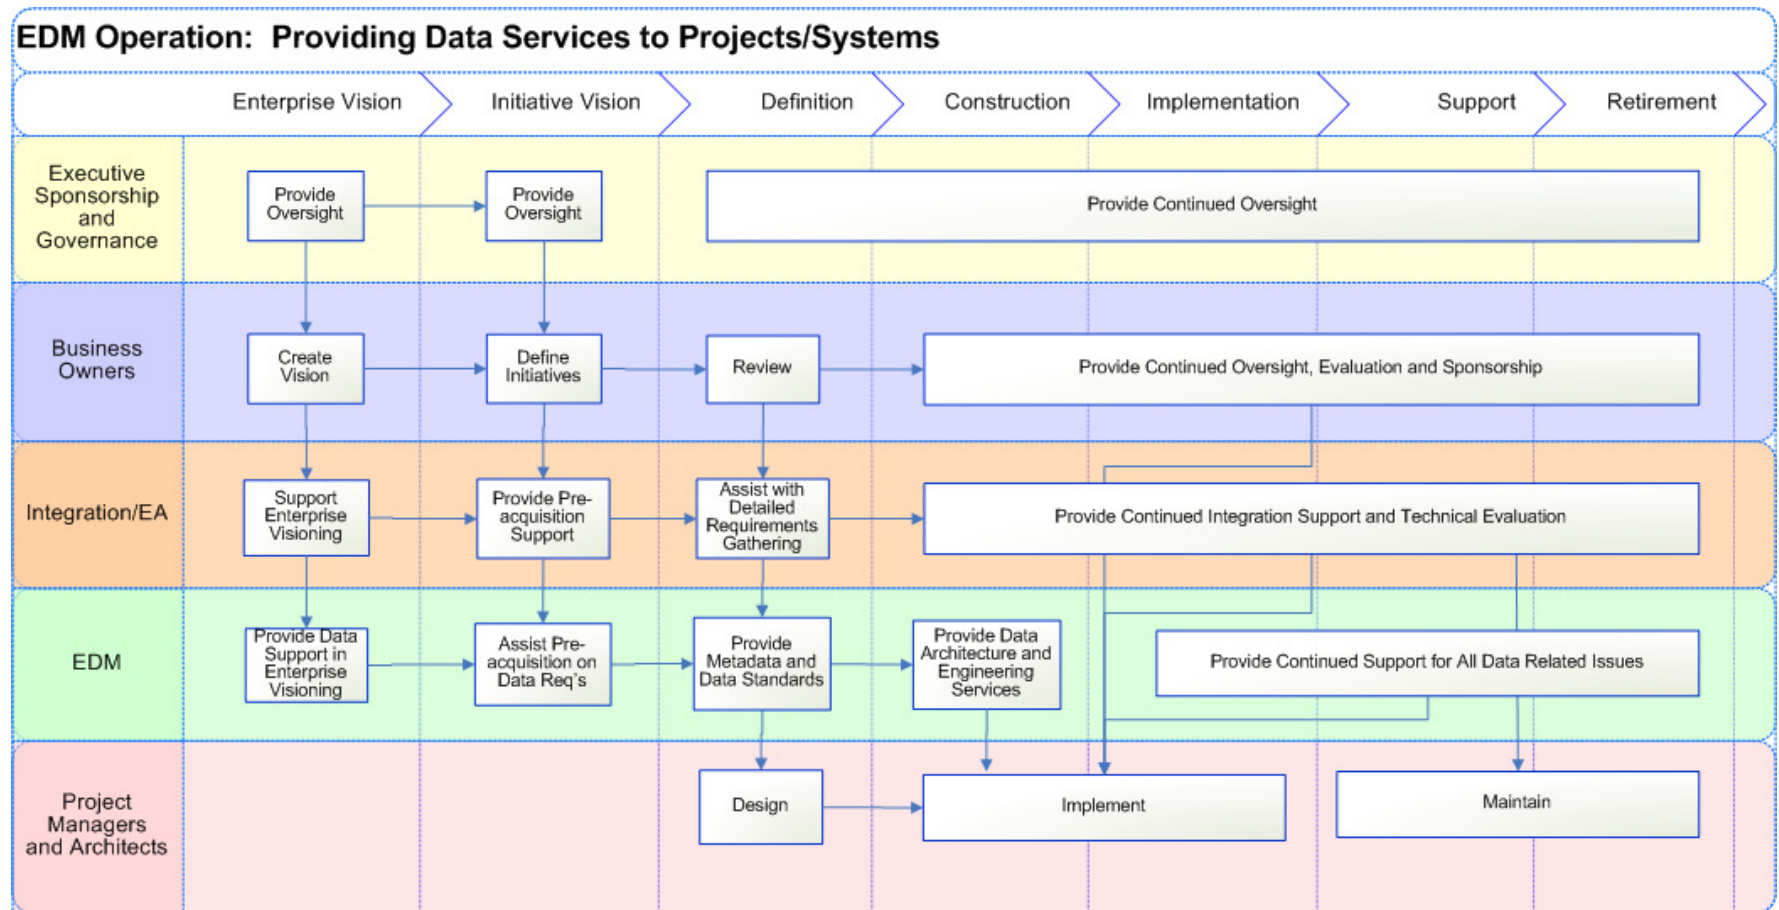 EDM Operation:  Providing Data Services to Projects/Systems
Enterprise Vision
Initiative Vision
Definition
Construction
Implementation
Support
Retirement
Executive
Sponsorship
and
Governance
Provide
Oversight
Provide
Oversight
Provide Continued Oversight
Business
Owners
Create
Vision
Define
Initiatives
Review
Provide Continued Oversight, Evaluation and Sponsorship
Integration/EA
Support
Enterprise
Visioning
Provide Pre-
acquisition
Support
Assist with
Detailed
Requirements
Gathering
Provide Continued Integration Support and Technical Evaluation
EDM
Provide Data
Support in
Enterprise
Visioning
Assist Pre-
acquisition on
Data Req's
Provide
Metadata and
Data Standards
Provide Data
Architecture and
Engineering
Services
Provide Continued Support for All Data Related Issues
Project
Managers
and Architects
Design
Implement
Maintain